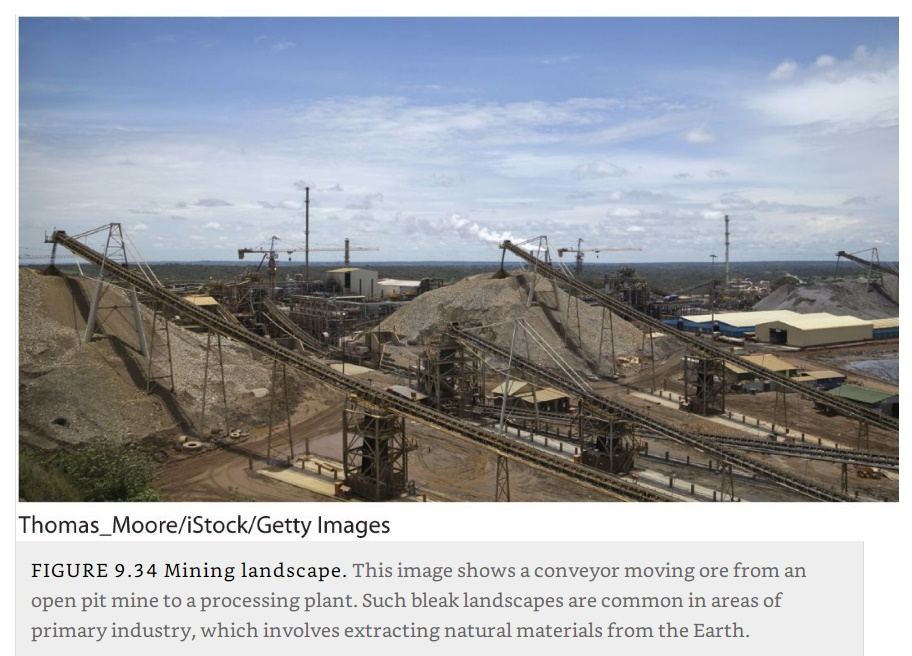 Thomas_Moore/iStock/Getty Images
FIGURE 9.34 Mining landscape. This image shows a conveyor moving ore from an
open pit mine to a processing plant. Such bleak landscapes are common in areas of
primary industry, which involves extracting natural materials from the Earth.